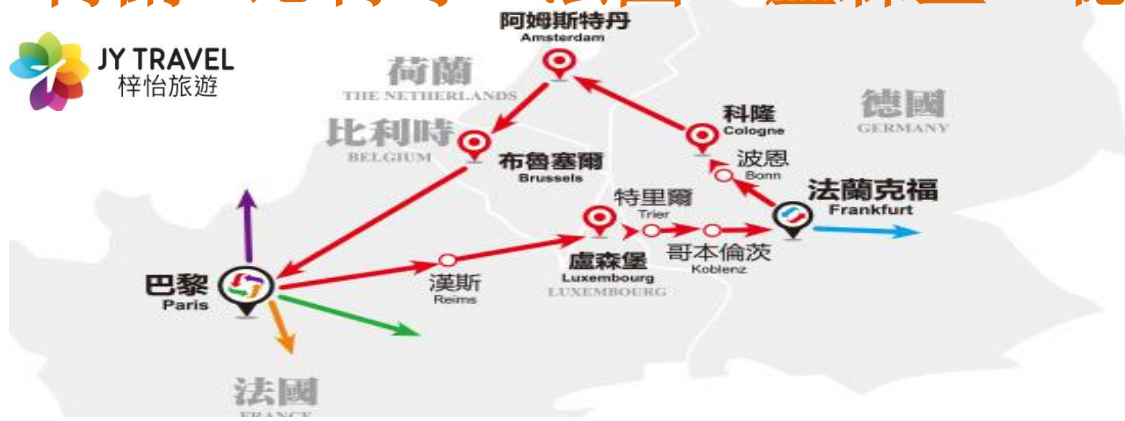 阿姆斯特丹
Amsterdam
JY TRAVEL
梓怡旅遊
荷蘭
THE NETHERLANDS
德國
GERMANY
科隆
Cologne
比利時
BELGIUM
布魯塞爾
Brussels
波恩
Bonn
法蘭克福
Frankfurt
特里爾
Trier
哥本倫茨
Koblenz
盧森堡
Luxembourg
LUXEMBOURG
漢斯
Reims
巴黎
Paris
法國
FRANCE